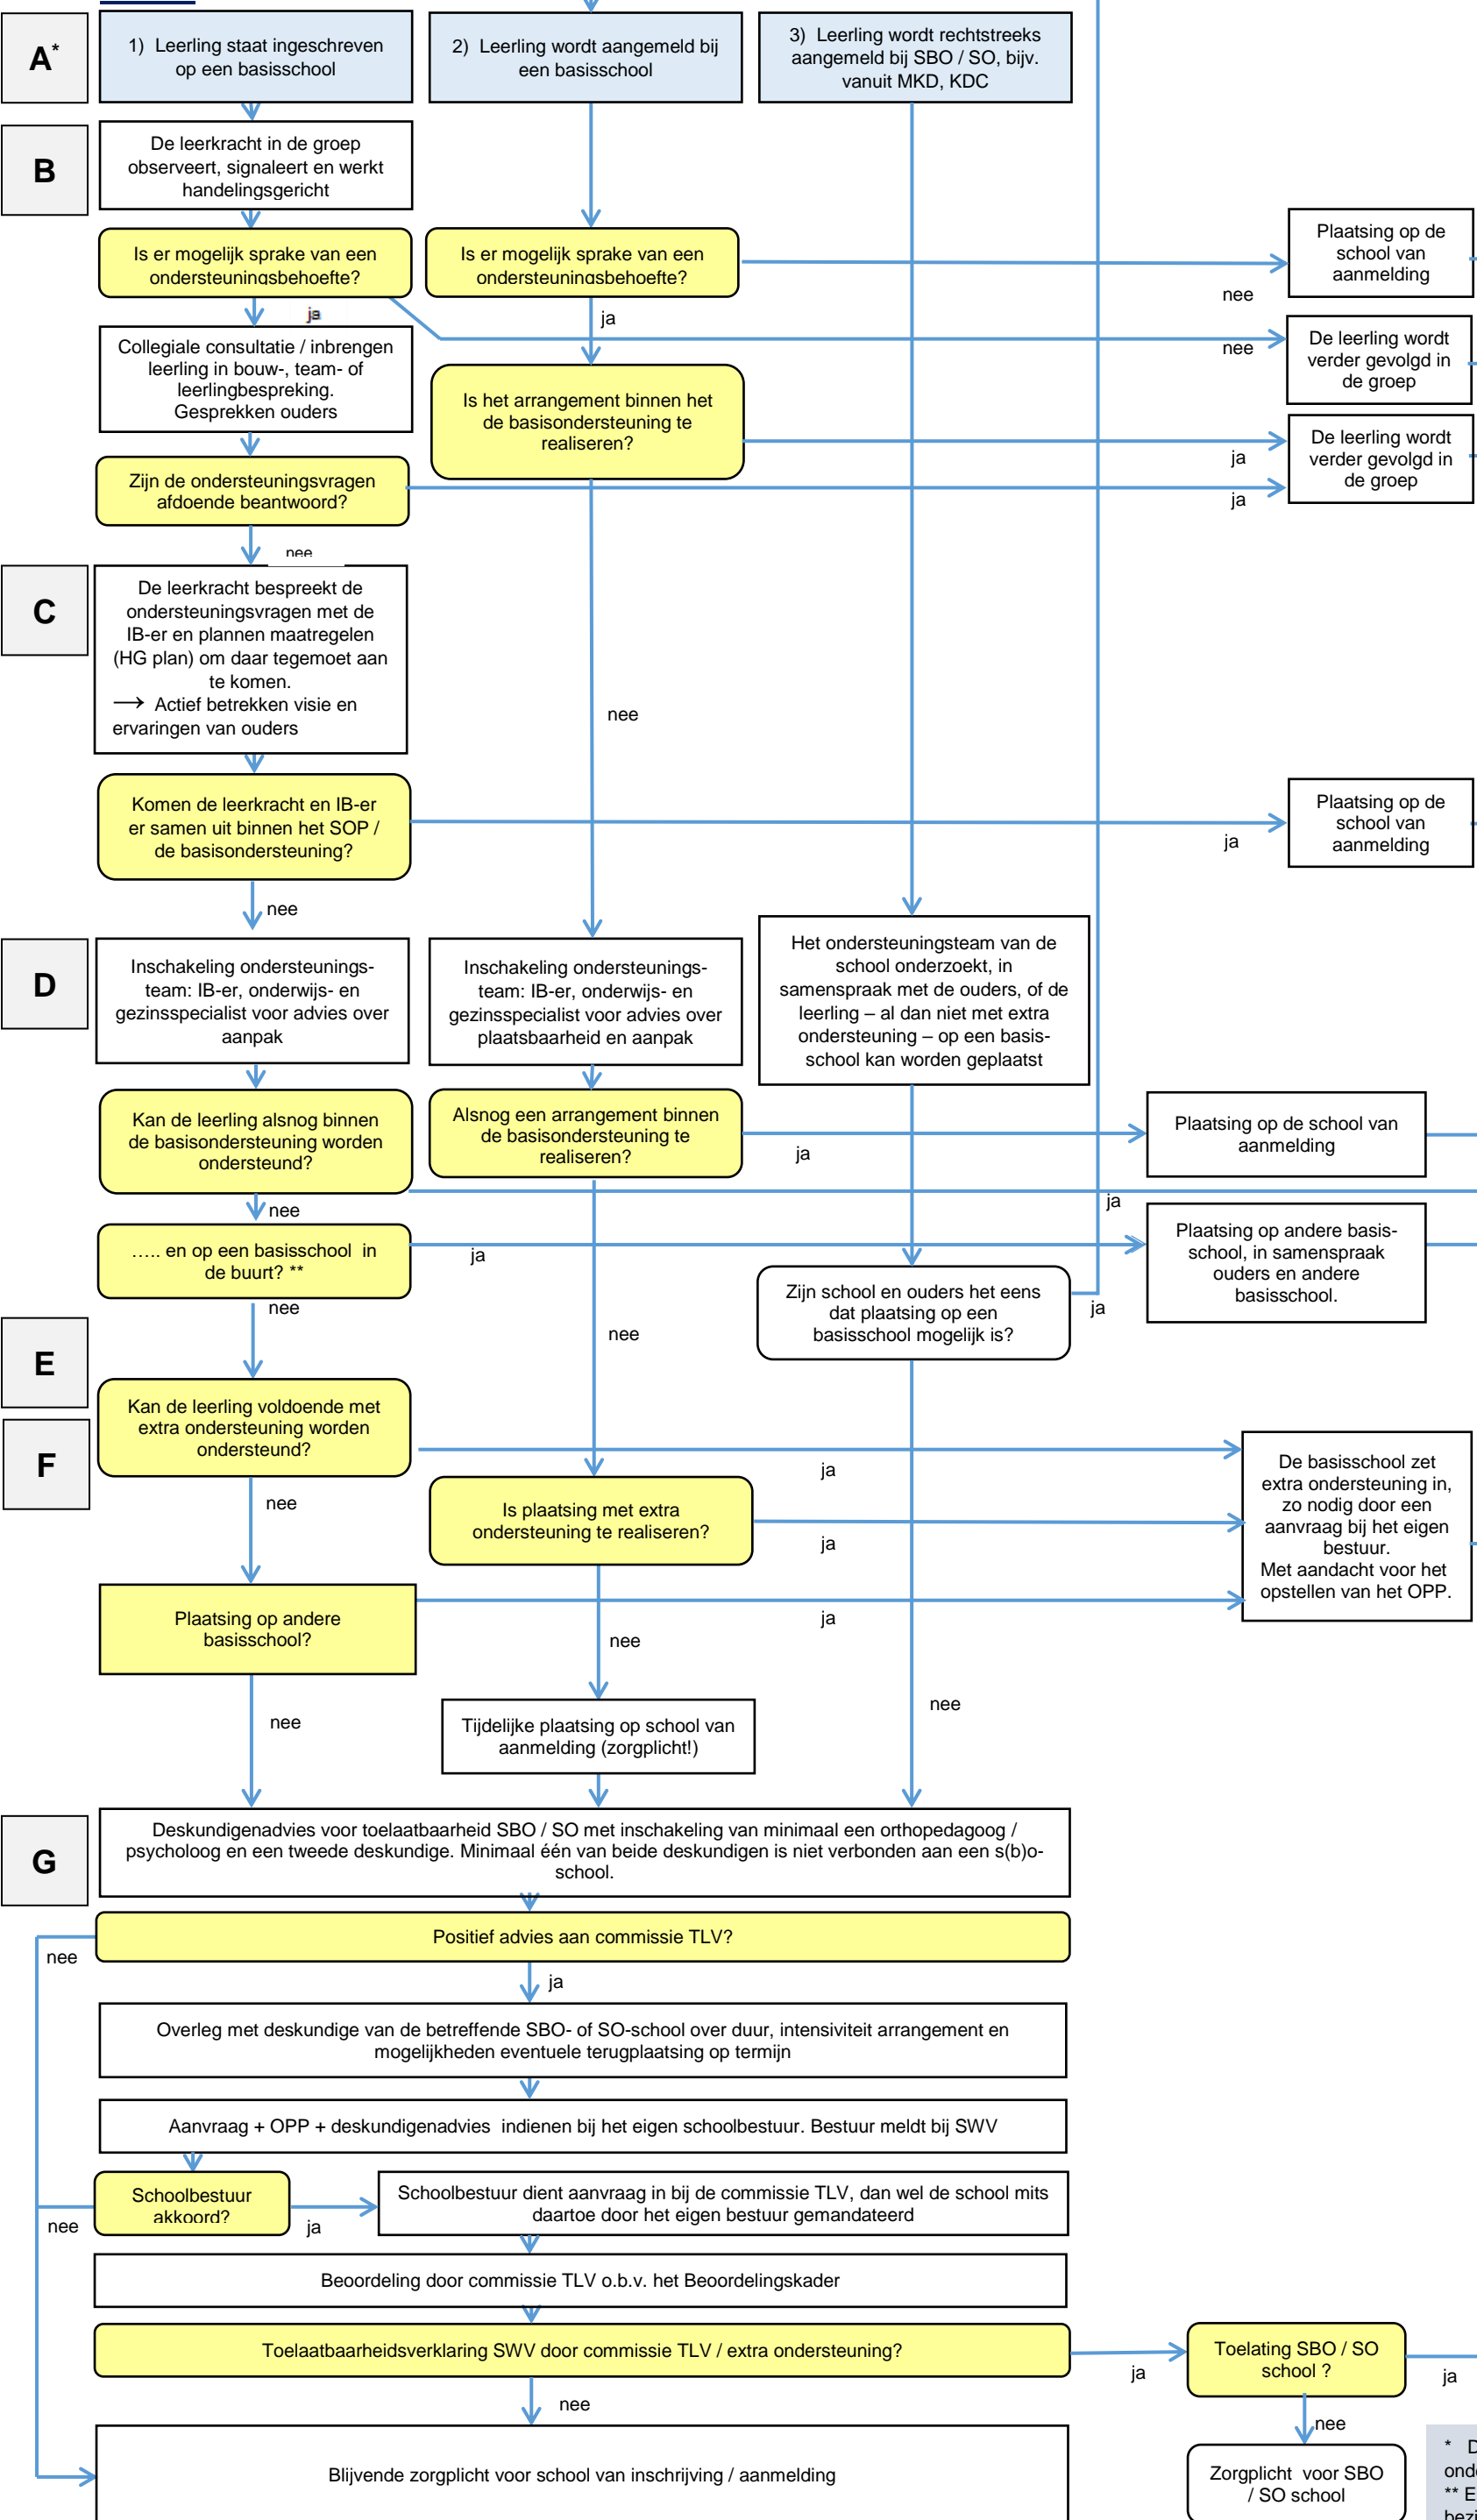 A*
1) Leerling staat ingeschreven
op een basisschool
2) Leerling wordt aangemeld bij
een basisschool
3) Leerling wordt rechtstreeks
aangemeld bij SBO / SO, bijv.
vanuit MKD, KDC
B
De leerkracht in de groep
observeert, signaleert en werkt
handelingsgericht
Is er mogelijk sprake van een
ondersteuningsbehoefte?
Is er mogelijk sprake van een
ondersteuningsbehoefte?
nee
Plaatsing op de
school van
aanmelding
ja
ja
nee
De leerling wordt
verder gevolgd in
de groep
Collegiale consultatie / inbrengen
leerling in bouw-, team- of
leerlingbespreking.
Gesprekken ouders
Is het arrangement binnen het
de basisondersteuning te
realiseren?
ja
De leerling wordt
verder gevolgd in
de groep
Zijn de ondersteuningsvragen
afdoende beantwoord?
ja
nee
C
De leerkracht bespreekt de
ondersteuningsvragen met de
IB-er en plannen maatregelen
(HG plan) om daar tegemoet aan
te komen.
→ Actief betrekken visie en
ervaringen van ouders
nee
Komen de leerkracht en IB-er
er samen uit binnen het SOP /
de basisondersteuning?
ja
Plaatsing op de
school van
aanmelding
nee
D
Inschakeling ondersteunings-
team: IB-er, onderwijs- en
gezinsspecialist voor advies over
aanpak
Inschakeling ondersteunings-
team: IB-er, onderwijs- en
gezinsspecialist voor advies over
plaatsbaarheid en aanpak
Het ondersteuningsteam van de
school onderzoekt, in
samenspraak met de ouders, of de
leerling – al dan niet met extra
ondersteuning – op een basis-
school kan worden geplaatst
Kan de leerling alsnog binnen
de basisondersteuning worden
ondersteund?
Alsnog een arrangement binnen
de basisondersteuning te
realiseren?
ja
Plaatsing op de school van
aanmelding
nee
ja
….. en op een basisschool in
de buurt? **
ja
Plaatsing op andere basis-
school, in samenspraak
ouders en andere
basisschool.
nee
nee
Zijn school en ouders het eens
dat plaatsing op een
basisschool mogelijk is?
ja
E
Kan de leerling voldoende met
extra ondersteuning worden
ondersteund?
F
ja
nee
Is plaatsing met extra
ondersteuning te realiseren?
ja
De basisschool zet
extra ondersteuning in,
zo nodig door een
aanvraag bij het eigen
bestuur.
Met aandacht voor het
opstellen van het OPP.
Plaatsing op andere
basisschool?
ja
nee
nee
nee
Tijdelijke plaatsing op school van
aanmelding (zorgplicht!)
G
Deskundigenadvies voor toelaatbaarheid SBO / SO met inschakeling van minimaal een orthopedagoog /
psycholoog en een tweede deskundige. Minimaal één van beide deskundigen is niet verbonden aan een s(b)o-
school.
Positief advies aan commissie TLV?
nee
ja
Overleg met deskundige van de betreffende SBO- of SO-school over duur, intensiviteit arrangement en
mogelijkheden eventuele terugplaatsing op termijn
Aanvraag + OPP + deskundigenadvies indienen bij het eigen schoolbestuur. Bestuur meldt bij SWV
Schoolbestuur
akkoord?
nee
ja
Schoolbestuur dient aanvraag in bij de commissie TLV, dan wel de school mits
daartoe door het eigen bestuur gemandateerd
Beoordeling door commissie TLV o.b.v. het Beoordelingskader
Toelaatbaarheidsverklaring SWV door commissie TLV / extra ondersteuning?
ja
Toelating SBO / SO
school ?
ja
nee
nee
Blijvende zorgplicht voor school van inschrijving / aanmelding
Zorgplicht voor SBO
/ SO school
*
**